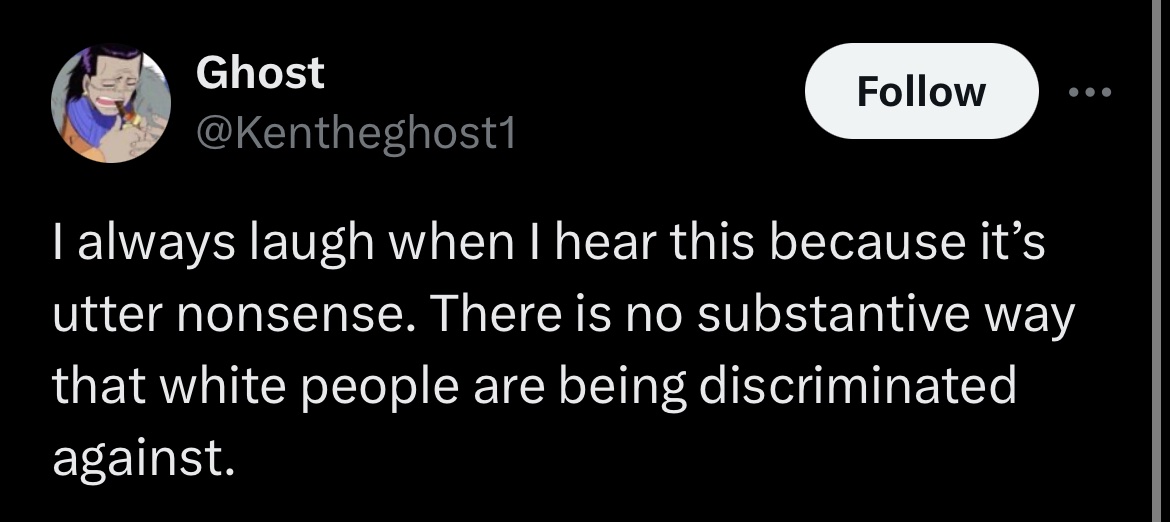 Ghost
Follow
@Kentheghost1
I always laugh when I hear this because it’s
utter nonsense. There is no substantive way
that white people are being discriminated
against.